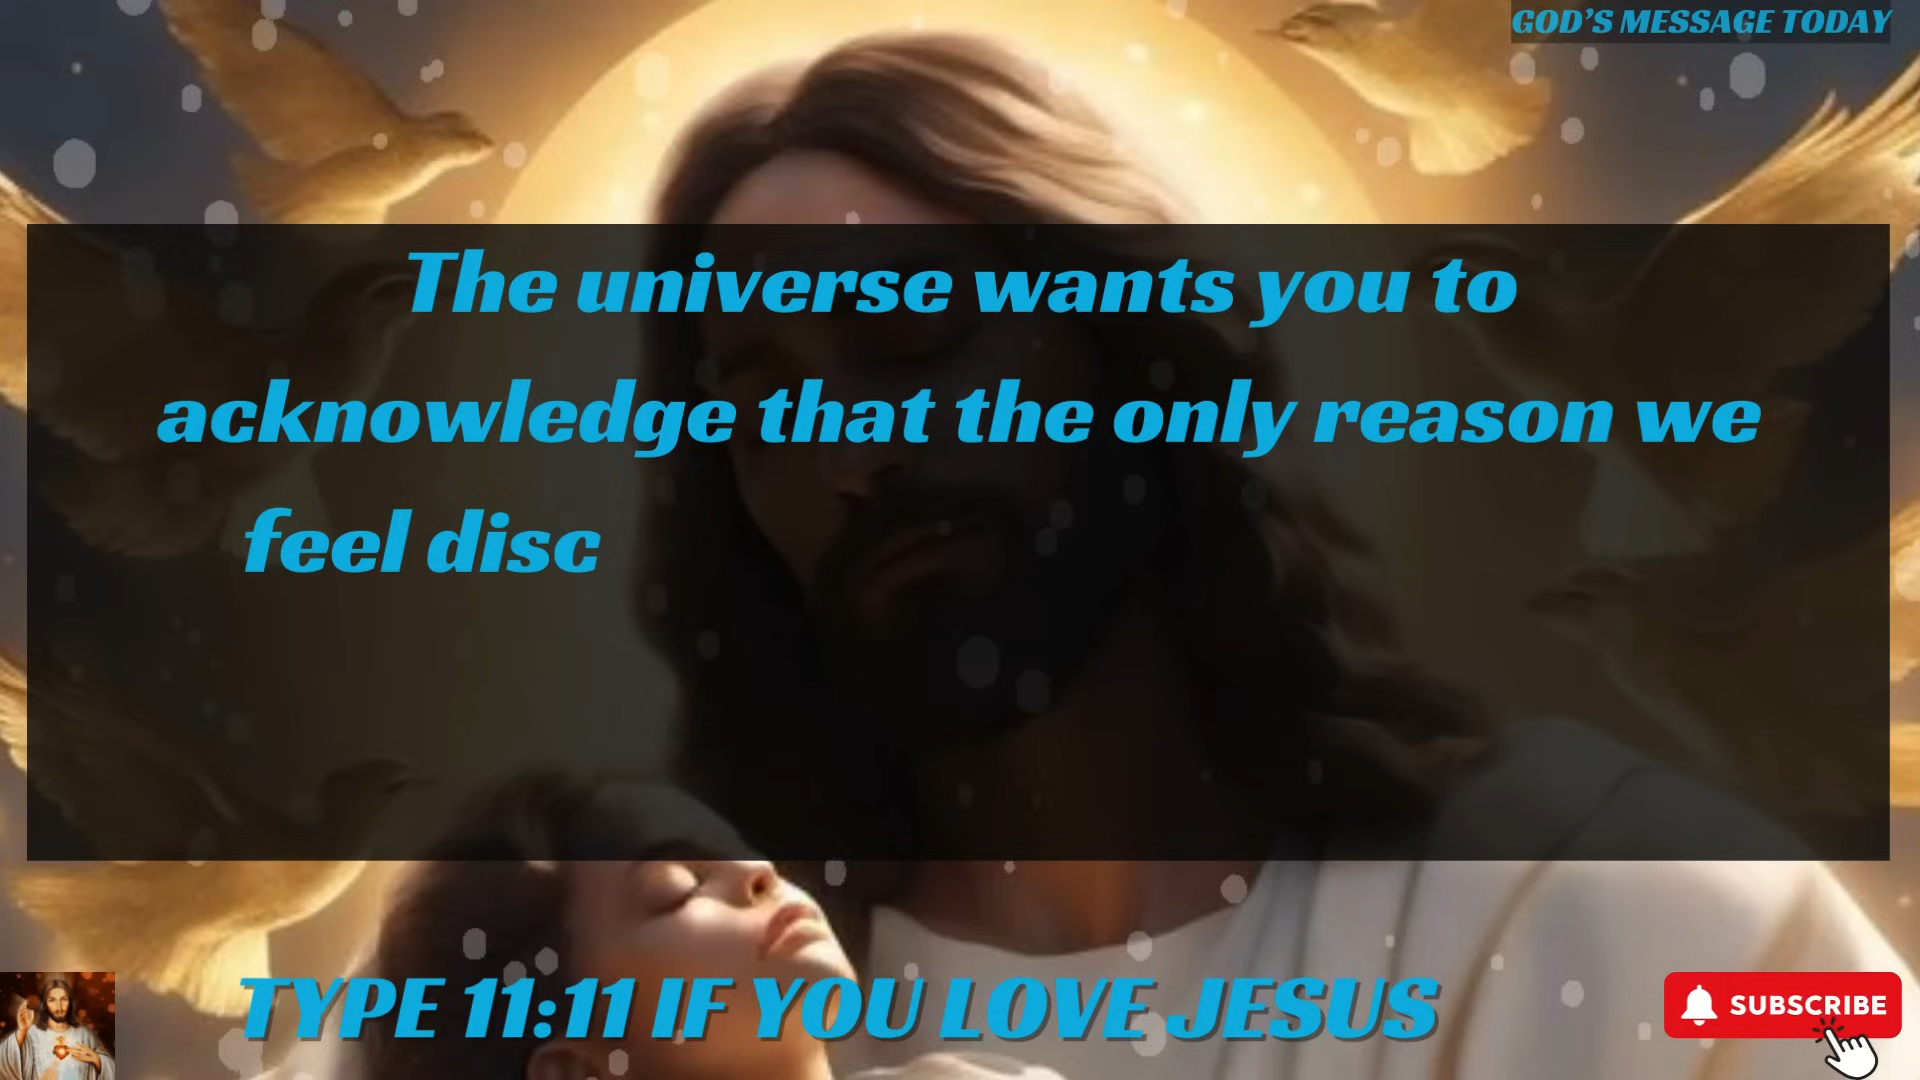 GOD'S MESSAGE TODAY
The universe wants you to
acknowledge that the only reason we
feel disc
TYPE 11:11 IF YOU LOVE JESUS
SUBSCRIBE